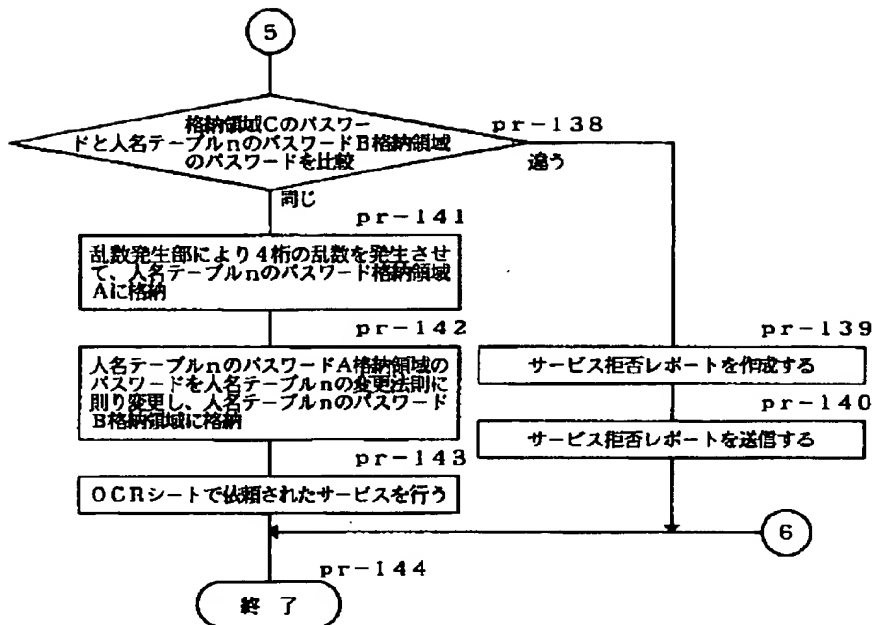 5
格納領域Cのパスワー
ドと人名テーブルnのパスワードB格納領域
のパスワードを比較
pr-138
違う
同じ
pr-141
乱数発生部により4桁の乱数を発生させ
て、人名テーブルnのパスワード格納領域
Aに格納
pr-142
人名テーブルnのパスワードA格納領域の
パスワードを人名テーブルnの変更法則に
則り変更し、人名テーブルnのパスワード
B格納領域に格納
pr-143
OCRシートで依頼されたサービスを行う
pr-139
サービス拒否レポートを作成する
pr-140
サービス拒否レポートを送信する
6
pr-144
終 了